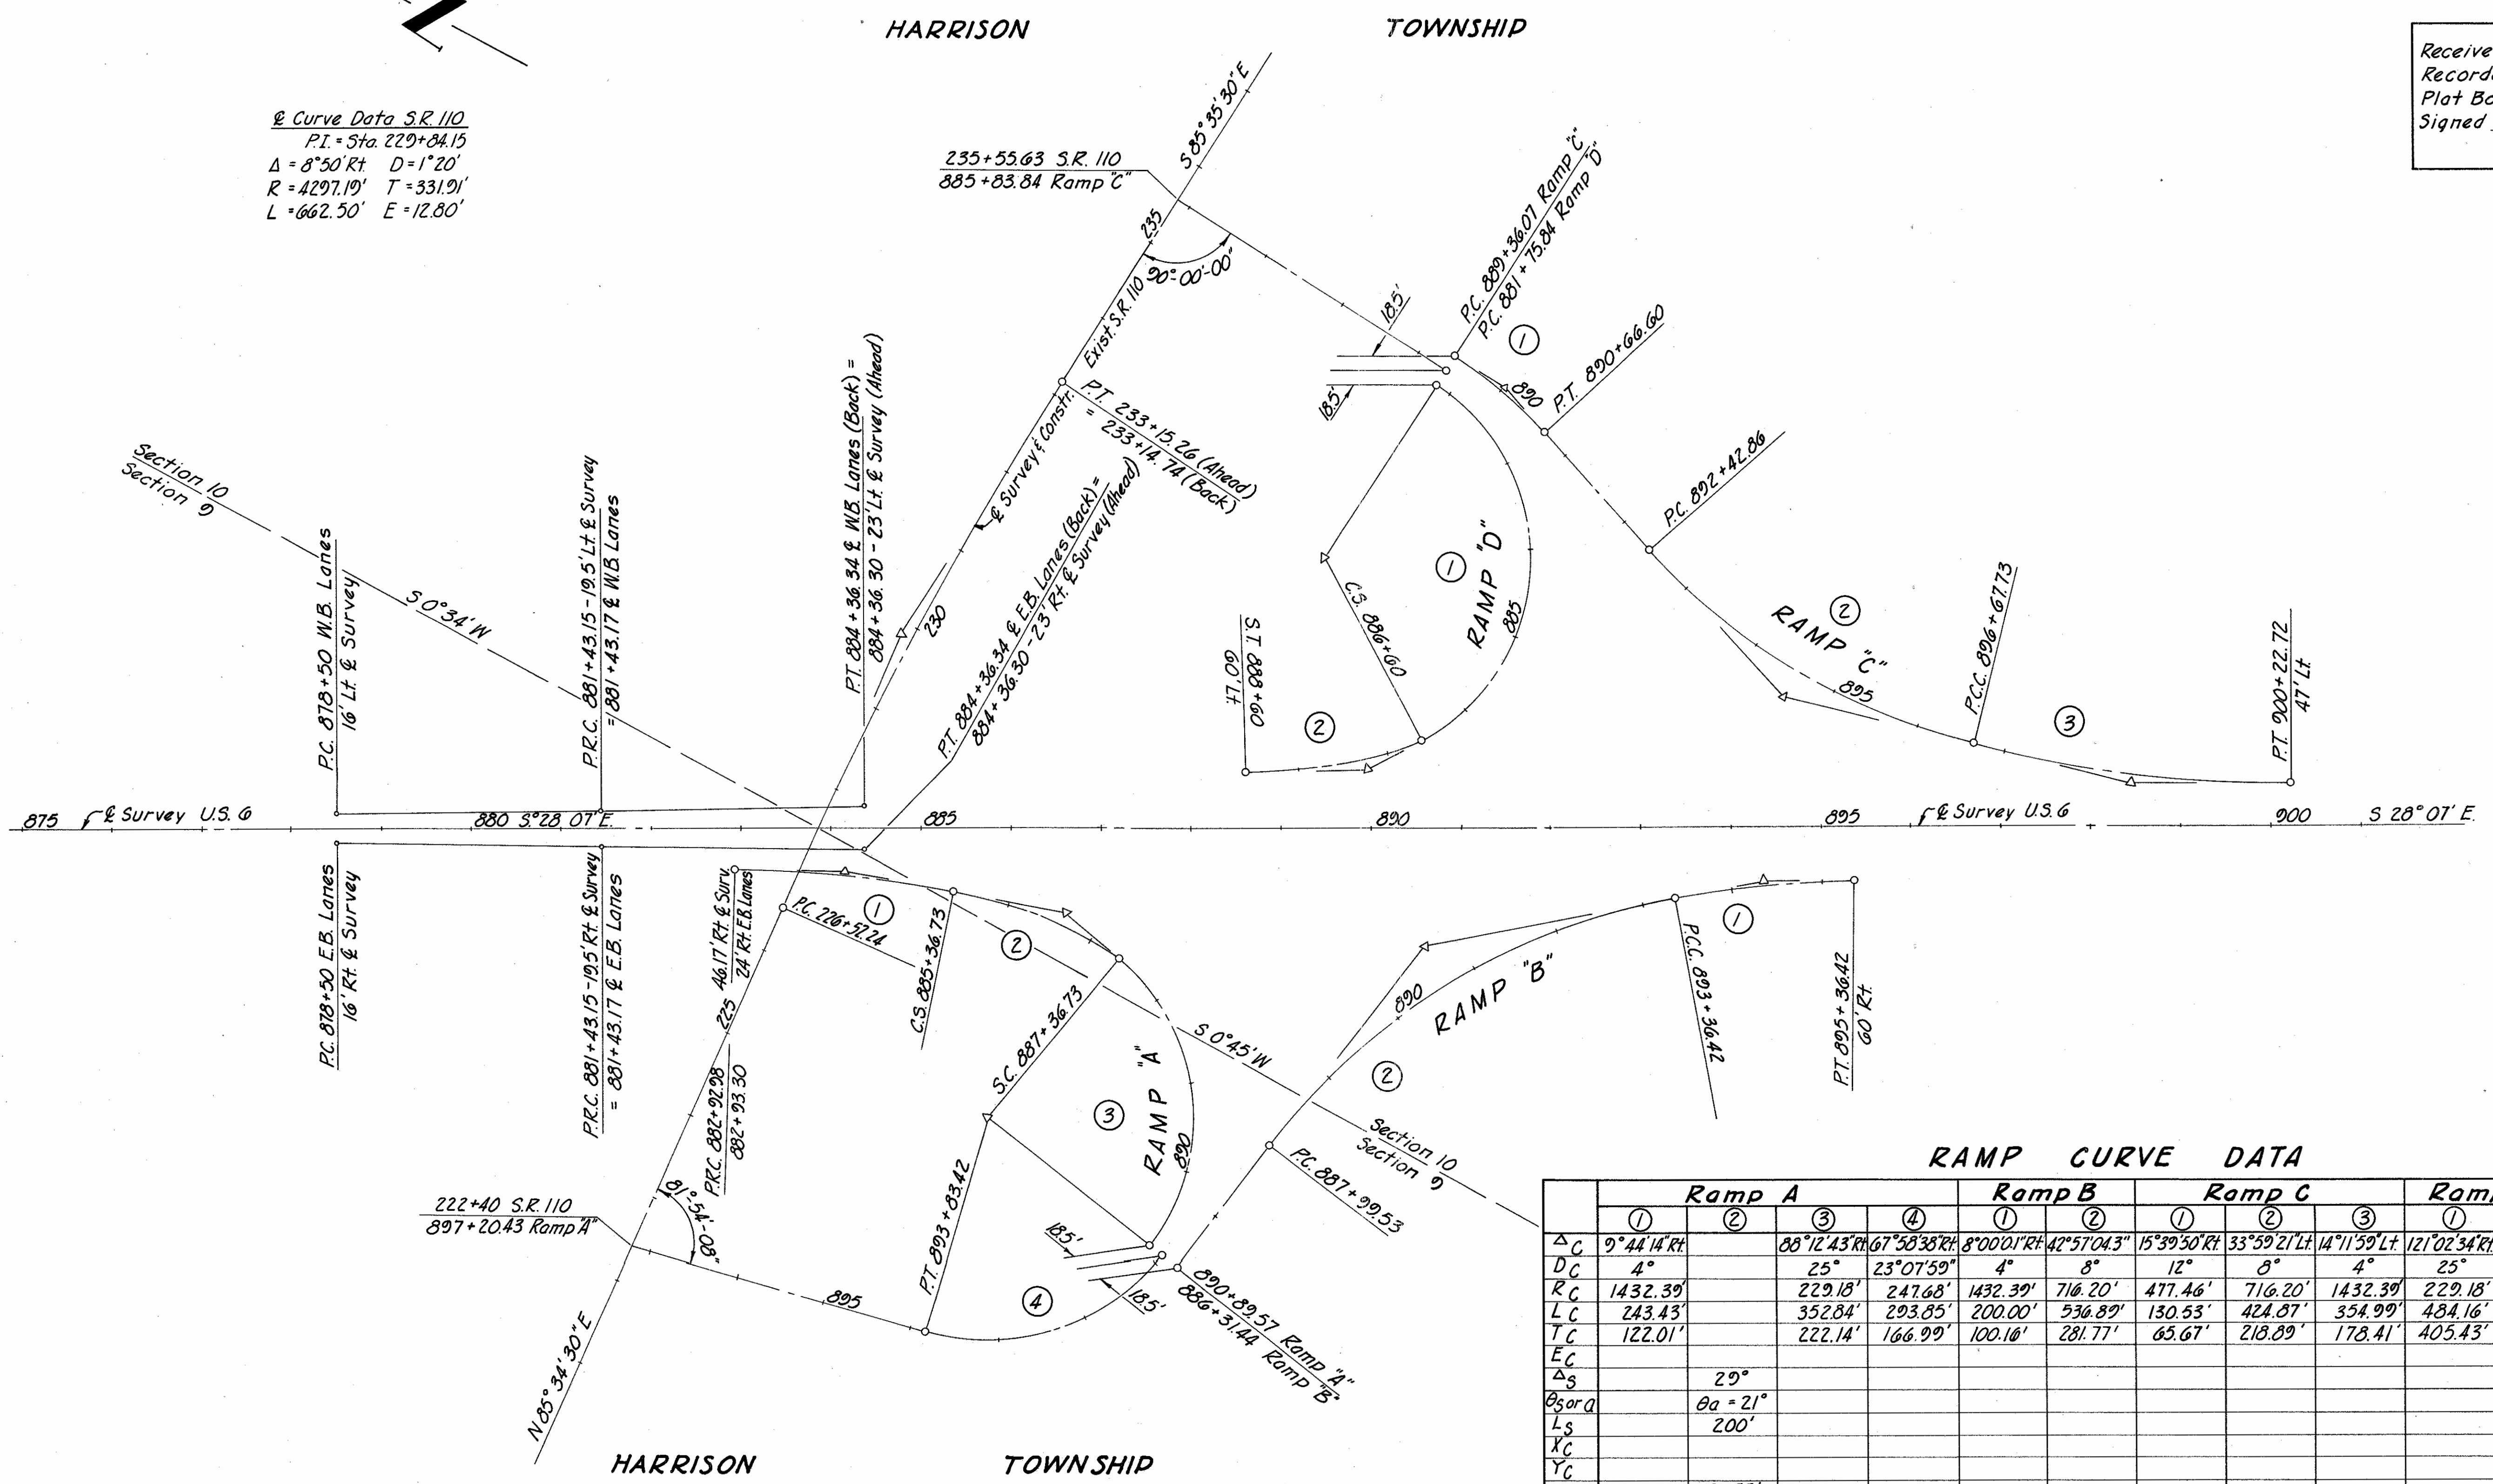 HARRISON TOWNSHIP
Receive
Record
Plat Bo
Signed
℄ Curve Data S.R. 110
P.I. = Sta. 229+84.15
Δ = 8°50' Rt. D = 1°20'
R = 4297.19' T = 331.91'
L = 662.50' E = 12.80'
S 85° 35' 30" E
235+55.63 S.R. 110
885+83.84 Ramp "C"
235
90°-00'-00"
Exist. S.R. 110
18.5'
18.5'
P.C. 889+36.07 Ramp "C"
P.C. 881+75.84 Ramp "D"
1
890
P.T. 890+66.60
P.C. 892+42.86
P.T. 233+15.26 (Ahead)
= 233+14.74 (Back)
℄ Survey & Constr.
230
Section 10
Section 9
S 0°34' W
P.C. 878+50 W.B. Lanes
16' Lt. ℄ Survey
P.R.C. 881+43.15-19.5' Lt. ℄ Survey
= 881+43.17 ℄ W.B. Lanes
P.T. 884+36.34 ℄ W.B. Lanes (Back) =
884+36.30-23' Lt. ℄ Survey (Ahead)
P.T. 884+36.34 ℄ E.B. Lanes (Back) =
884+36.30-23' Rt. ℄ Survey (Ahead)
C.S. 886+60
1
RAMP "D"
885
S.T. 888+60
60' Lt.
2
2
RAMP "C"
895
P.C.C. 896+67.73
3
P.T. 900+22.72
47' Lt.
875 ℄ Survey U.S. 6 880 S.°28 07' E. 885 890 895 ℄ Survey U.S. 6 900 S 28° 07' E.
P.C. 878+50 E.B. Lanes
16' Rt. ℄ Survey
P.R.C. 881+43.15-19.5' Rt. ℄ Survey
= 881+43.17 ℄ E.B. Lanes
46.17' Rt. ℄ Surv.
24' Rt. E.B. Lanes
P.R.C. 882+92.98
882+93.30
225
P.C. 226+52.24
1
C.S. 885+36.73
2
S.C. 887+36.73
3
RAMP "A"
890
P.T. 893+83.42
4
895
222+40 S.R. 110
897+20.43 Ramp "A"
81°-54'-08"
N 85° 34' 30" E
18.5'
18.5'
890+89.57 Ramp "A"
886+31.44 Ramp "B"
S 0°45' W
Section 10
Section 9
P.C. 887+99.53
2
890
RAMP "B"
1
P.C.C. 893+36.42
P.T. 895+36.42
60' Rt.
RAMP CURVE DATA
Ramp A Ramp B Ramp C Ram
1 2 3 4 1 2 1 2 3 1
ΔC 9°44'14"Rt. 88°12'43"Rt. 67°58'38"Rt. 8°00'0.1"Rt. 42°57'04.3" 15°39'50"Rt. 33°59'21"Lt. 14°11'59"Lt. 121°02'34"Rt.
DC 4° 25° 23°07'59" 4° 8° 12° 8° 4° 25°
RC 1432.39' 229.18' 247.68' 1432.39' 716.20' 477.46' 716.20' 1432.39' 229.18'
LC 243.43' 352.84' 293.85' 200.00' 536.89' 130.53' 424.87' 354.99' 484.16'
TC 122.01' 222.14' 166.99' 100.16' 281.77' 65.67' 218.89' 178.41' 405.43'
EC
ΔS 29°
θS or a θa = 21°
LS 200'
XC
YC
HARRISON TOWNSHIP